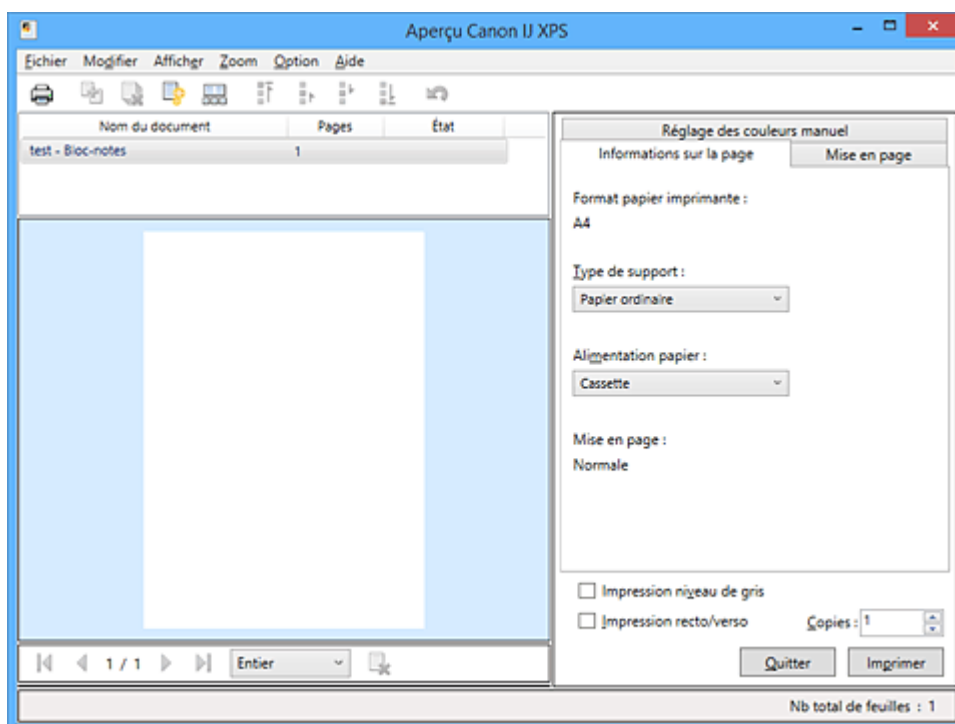 Aperçu Canon IJ XPS
Fichier Modifier Afficher Zoom Option Aide
Nom du document Pages État
test - Bloc-notes 1
Réglage des couleurs manuel
Informations sur la page Mise en page
Format papier imprimante :
A4
Type de support :
Papier ordinaire
Alimentation papier :
Cassette
Mise en page :
Normale
Impression niveau de gris
Impression recto/verso Copies : 1
1 / 1 Entier
Quitter Imprimer
Nb total de feuilles : 1